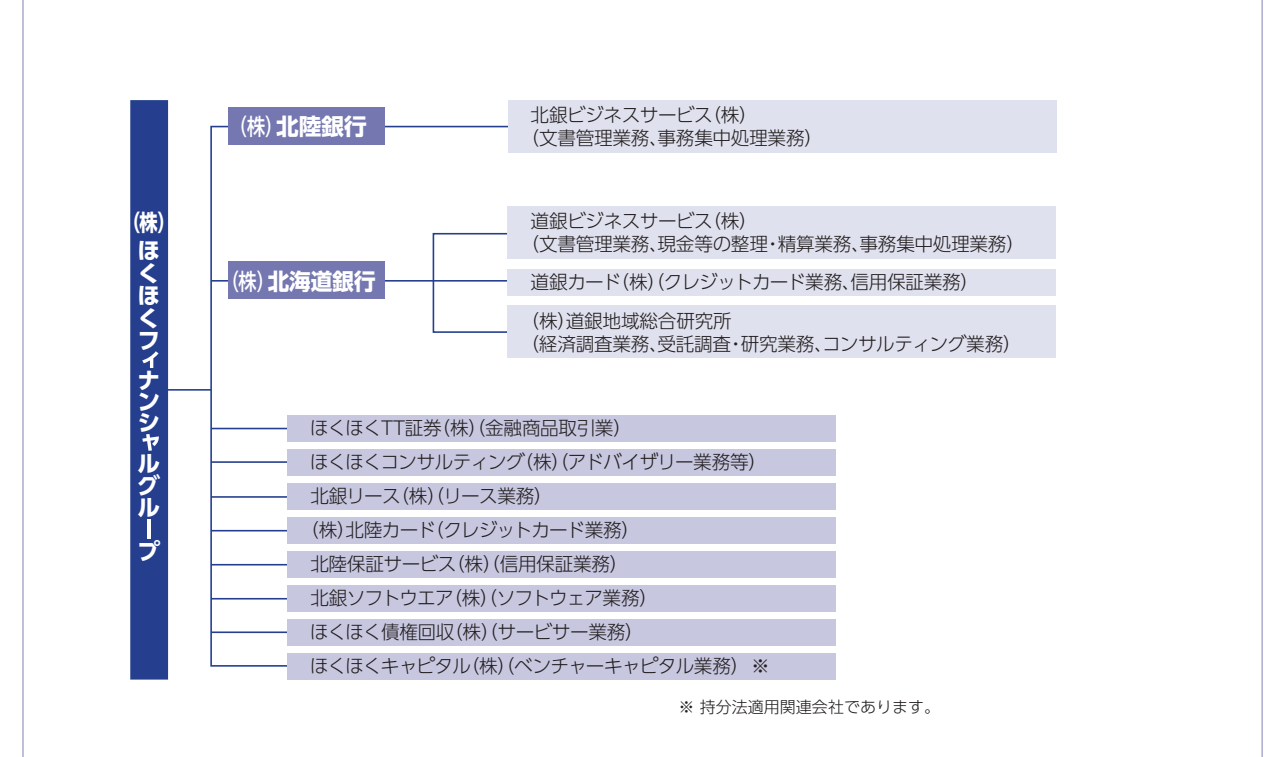 (株)ほくほくフィナンシャルグループ
(株)北陸銀行
北銀ビジネスサービス(株)
(文書管理業務、事務集中処理業務)
(株)北海道銀行
道銀ビジネスサービス(株)
(文書管理業務、現金等の整理・精算業務、事務集中処理業務)
道銀カード(株)(クレジットカード業務、信用保証業務)
(株)道銀地域総合研究所
(経済調査業務、受託調査・研究業務、コンサルティング業務)
ほくほくTT証券(株)(金融商品取引業)
ほくほくコンサルティング(株)(アドバイザリー業務等)
北銀リース(株)(リース業務)
(株)北陸カード(クレジットカード業務)
北陸保証サービス(株)(信用保証業務)
北銀ソフトウエア(株)(ソフトウェア業務)
ほくほく債権回収(株)(サービサー業務)
ほくほくキャピタル(株)(ベンチャーキャピタル業務) ※
※ 持分法適用関連会社であります。